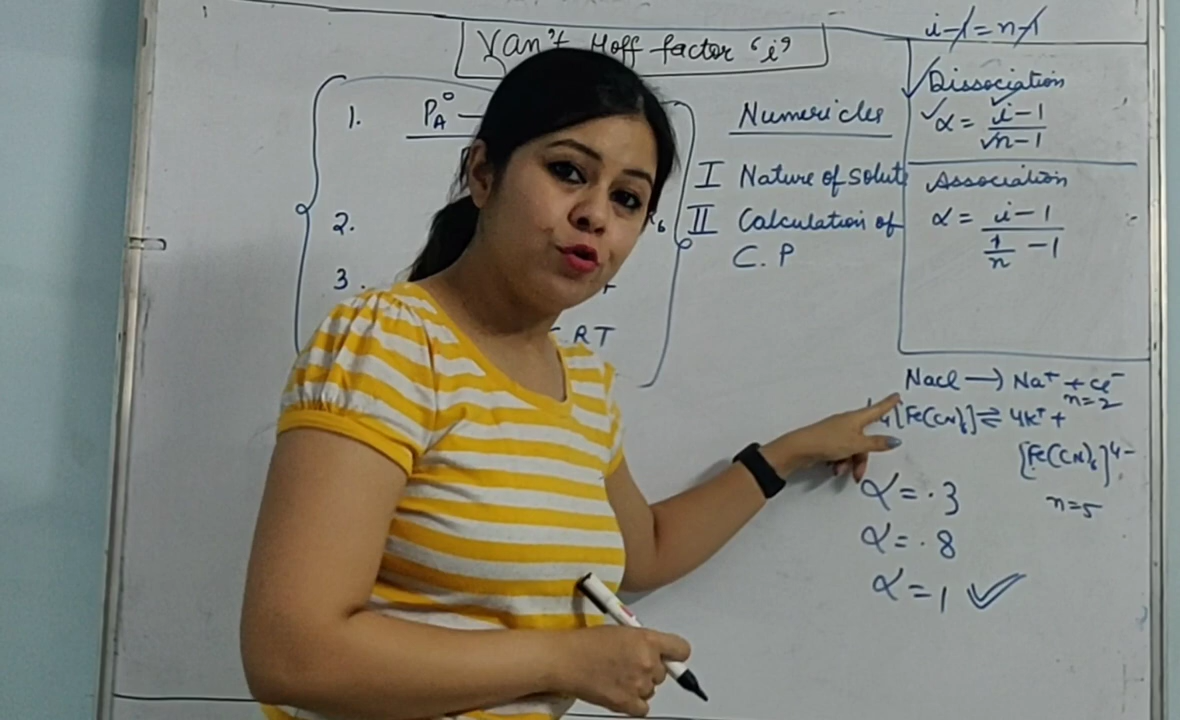 Van't Hoff factor 'i'
1. PA° —
2.
3.
RT
Numericles
I Nature of Solut
II Calculation of
C. P
i-1 = n-1
Dissociation
α = i-1 / n-1
Association
α = i-1 / 1/n - 1
NaCl → Na+ + Cl-
n=2
4[Fe(CN)6] ⇌ 4K+ +
[Fe(CN)6]4-
n=5
α = .3
α = .8
α = 1 ✓